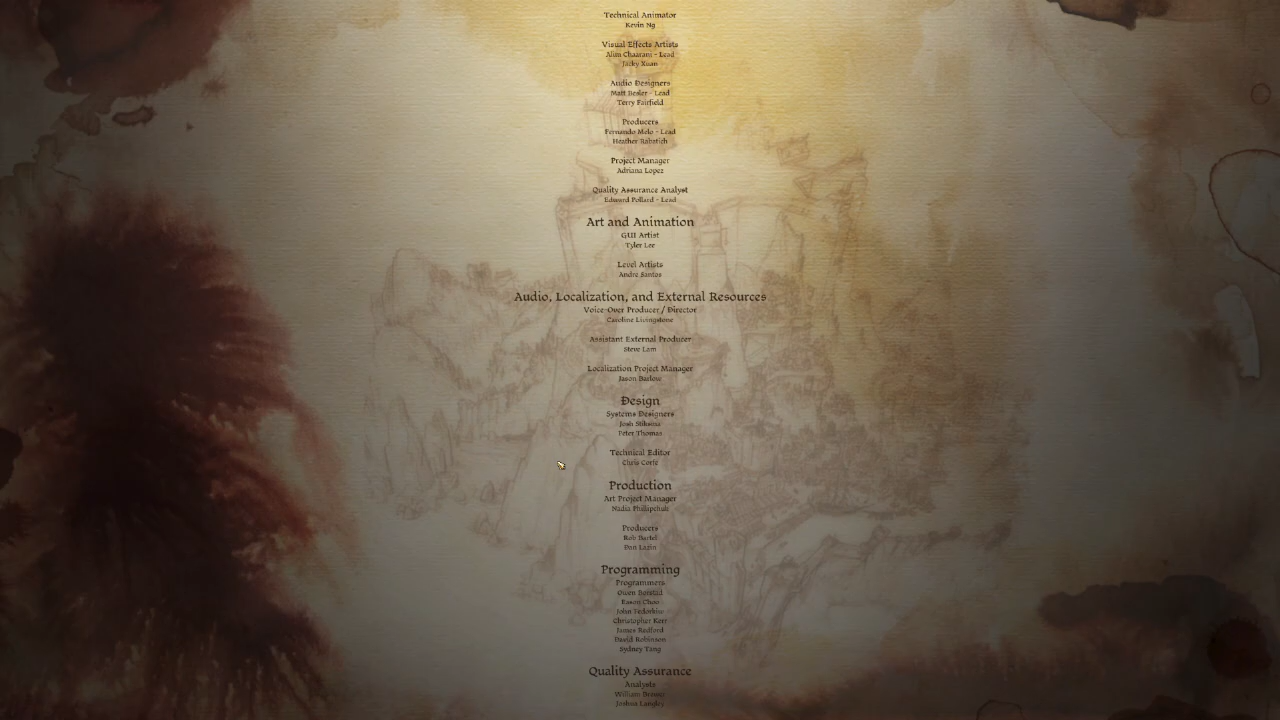 Technical Animator
Kevin Ng
Visual Effects Artists
Alim Chaarani - Lead
Jacky Xuan
Audio Designers
Matt Besler - Lead
Terry Fairfield
Producers
Fernando Melo - Lead
Heather Rabatich
Project Manager
Adriana Lopez
Quality Assurance Analyst
Edward Pollard - Lead
Art and Animation
GUI Artist
Tyler Lee
Level Artists
Andre Santos
Audio, Localization, and External Resources
Voice-Over Producer / Director
Caroline Livingstone
Assistant External Producer
Steve Lam
Localization Project Manager
Jason Barlow
Design
Systems Designers
Josh Stiksma
Peter Thomas
Technical Editor
Chris Corfe
Production
Art Project Manager
Nadia Phillipchuk
Producers
Rob Bartel
Dan Lazin
Programming
Programmers
Owen Borstad
John Fedorkiw
Christopher Kerr
James Redford
David Robinson
Sydney Tang
Quality Assurance
Analysts
William
Joshua Langley